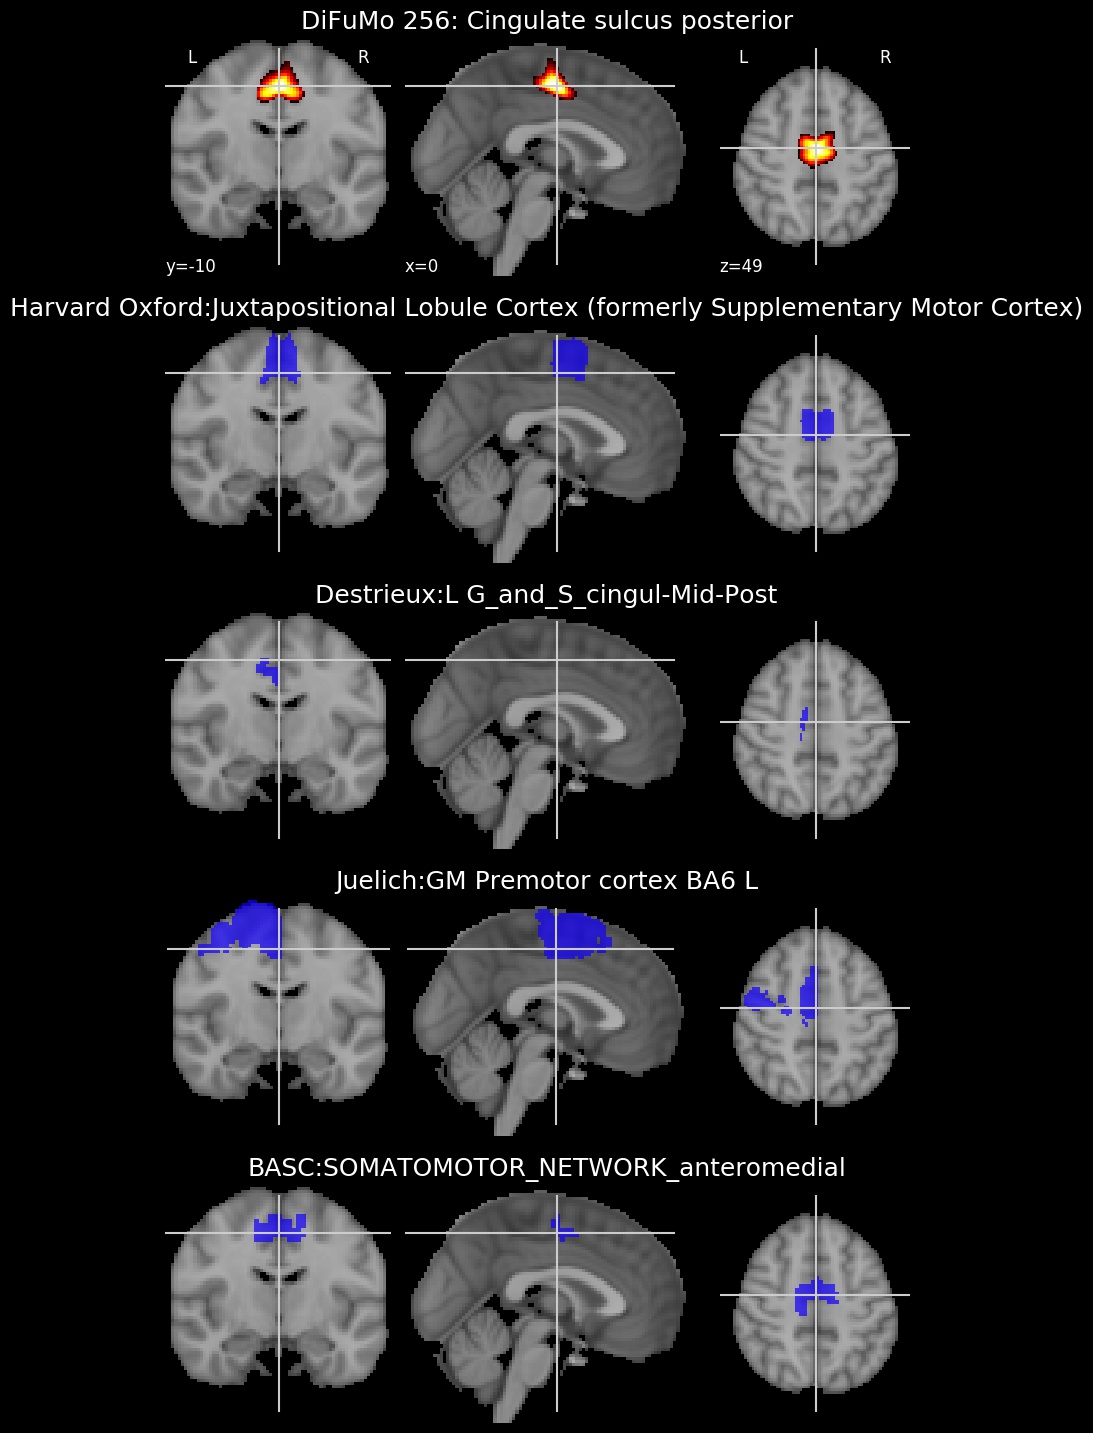 DiFuMo 256: Cingulate sulcus posterior
L R L R
y=-10 x=0 z=49
Harvard Oxford:Juxtapositional Lobule Cortex (formerly Supplementary Motor Cortex)
Destrieux:L G_and_S_cingul-Mid-Post
Juelich:GM Premotor cortex BA6 L
BASC:SOMATOMOTOR_NETWORK_anteromedial